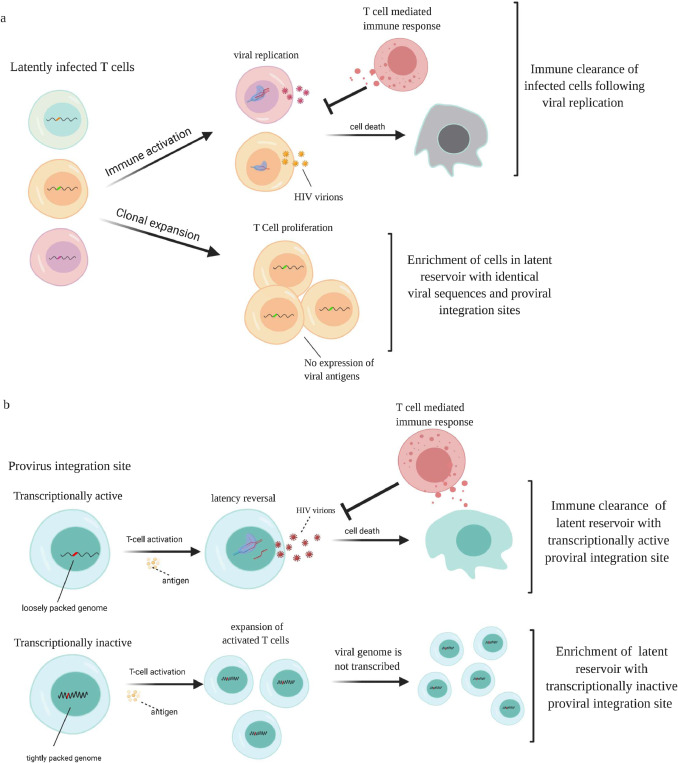 a
Latently infected T cells
viral replication
T cell mediated
immune response
Immune clearance of
infected cells following
viral replication
Immune activation
cell death
HIV virions
Clonal expansion
T Cell proliferation
Enrichment of cells in latent
reservoir with identical
viral sequences and proviral
integration sites
No expression of
viral antigens
b
T cell mediated
immune response
Provirus integration site
Transcriptionally active
latency reversal
HIV virions
T-cell activation
cell death
antigen
loosely packed genome
Immune clearance of
latent reservoir with
transcriptionally active
proviral integration site
Transcriptionally inactive
expansion of
activated T cells
T-cell activation
viral genome is
not transcribed
antigen
tightly packed genome
Enrichment of latent
reservoir with
transcriptionally inactive
proviral integration site